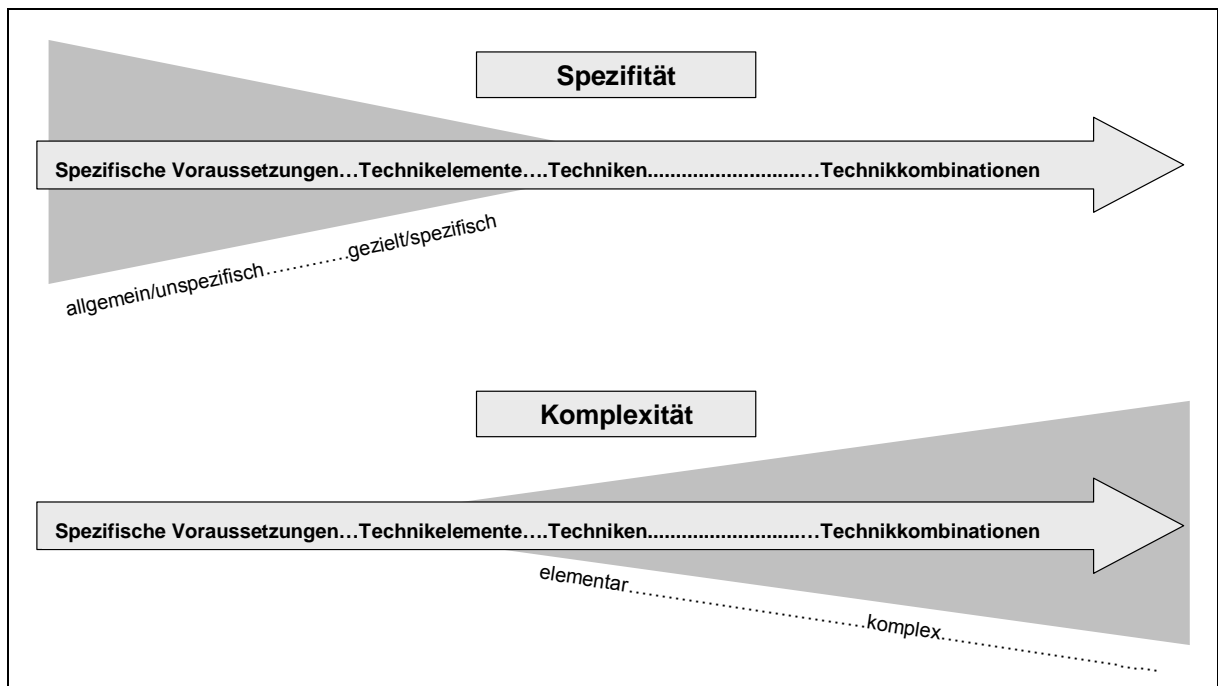 Spezifität
Spezifische Voraussetzungen…Technikelemente….Techniken............................…Technikkombinationen
allgemein/unspezifisch…..…….gezielt/spezifisch
Komplexität
Spezifische Voraussetzungen…Technikelemente….Techniken............................…Technikkombinationen
elementar……………………………..komplex……………………………